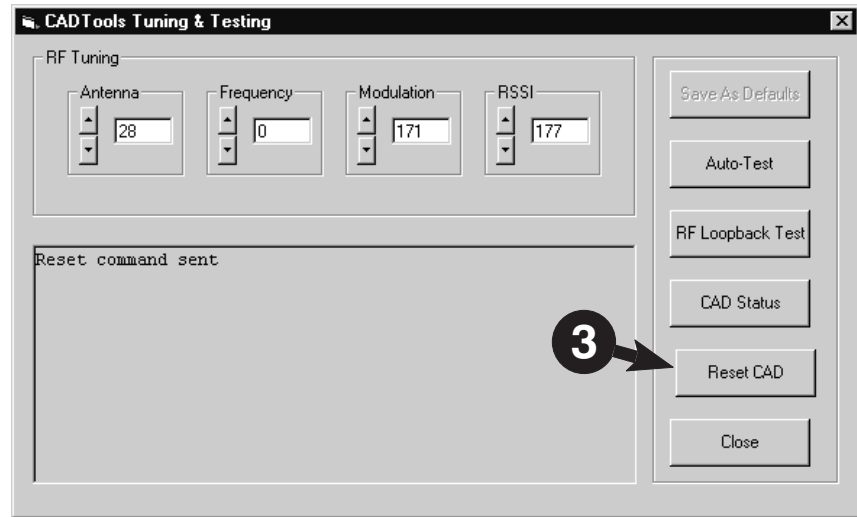 CADTools Tuning & Testing
RF Tuning
Antenna
28
Frequency
0
Modulation
171
RSSI
177
Reset command sent
Save As Defaults
Auto-Test
RF Loopback Test
CAD Status
3
Reset CAD
Close